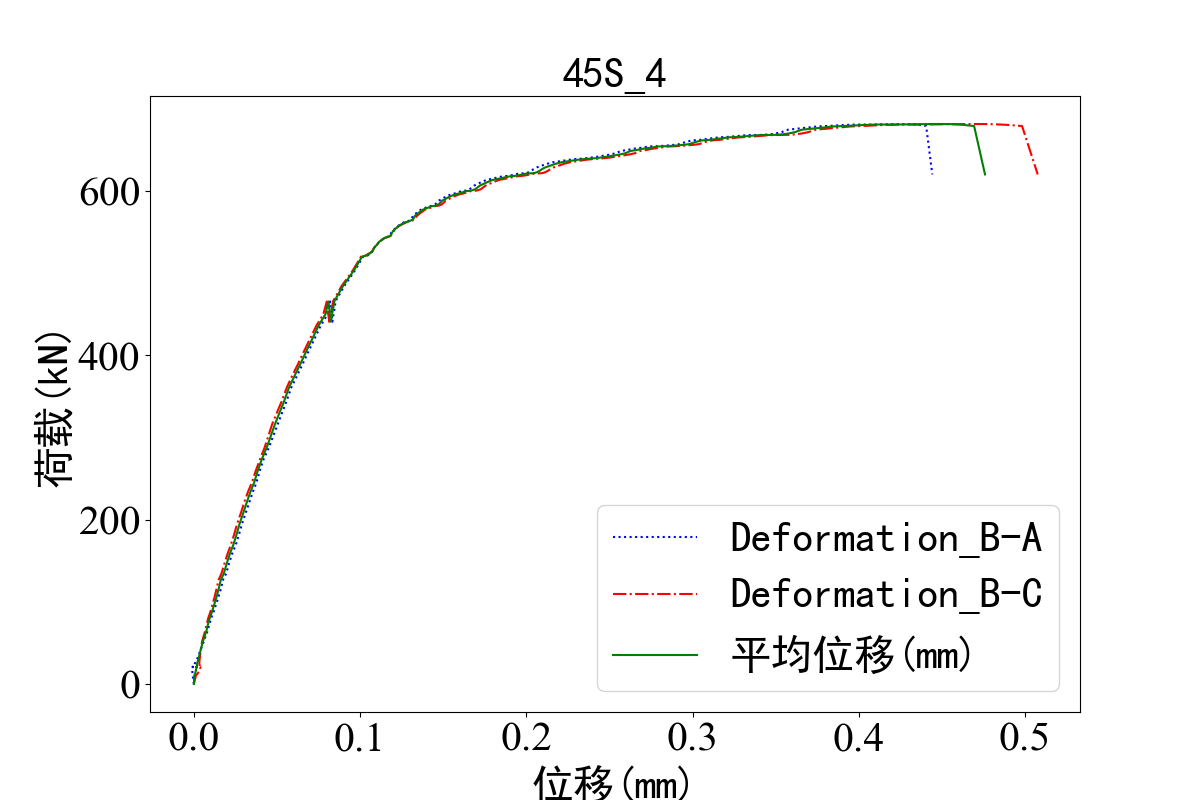 45S_4
荷载(kN)
600
400
200
0
0.0 0.1 0.2 0.3 0.4 0.5
位移(mm)
Deformation_B-A
Deformation_B-C
平均位移(mm)